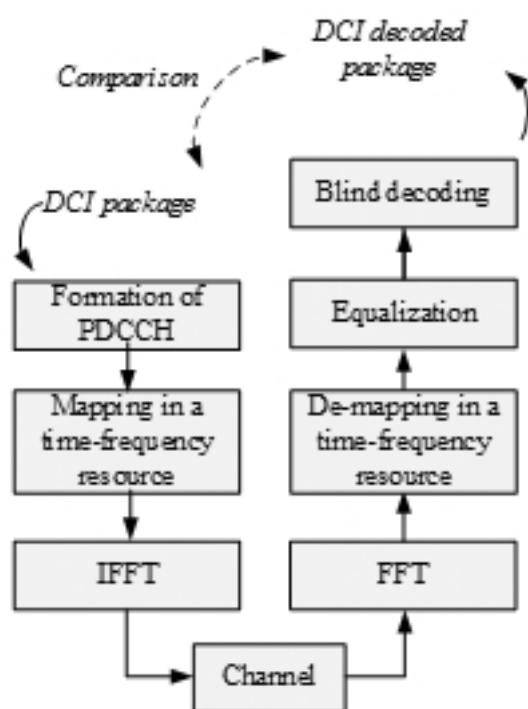 DCI decoded
package
Comparison
DCI package
Formation of
PDCCH
Mapping in a
time-frequency
resource
IFFT
Channel
FFT
De-mapping in a
time-frequency
resource
Equalization
Blind decoding